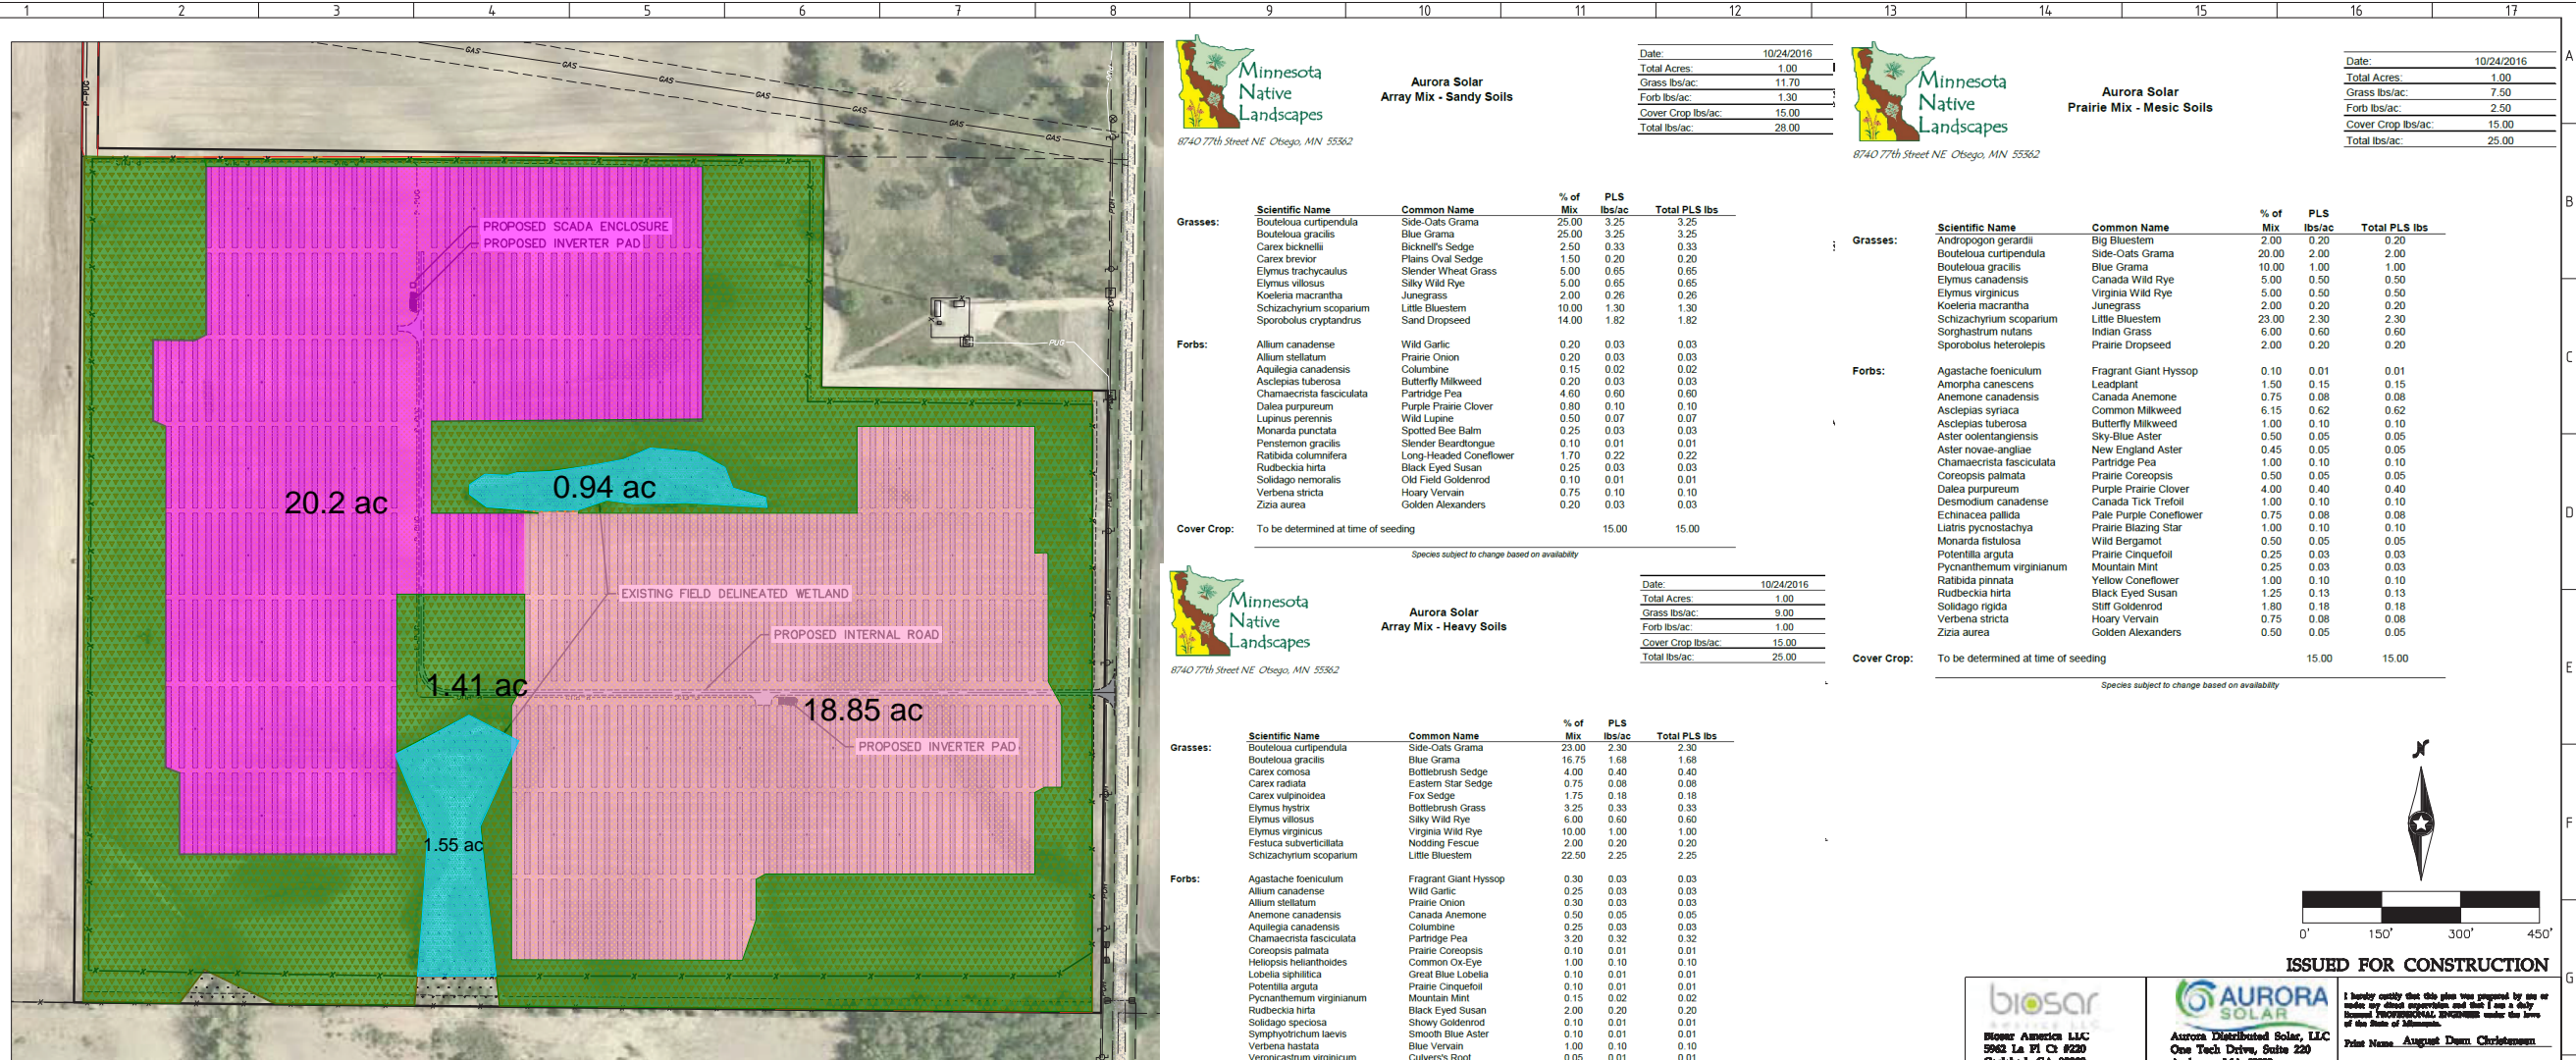 1 2 3 4 5 6 7 8 9 10 11 12 13 14 15 16 17
A
B
C
D
E
F
G
P-PUG
GAS GAS GAS GAS GAS GAS GAS
PROPOSED SCADA ENCLOSURE
PROPOSED INVERTER PAD
PUG
20.2 ac
0.94 ac
EXISTING FIELD DELINEATED WETLAND
PROPOSED INTERNAL ROAD
1.41 ac
18.85 ac
PROPOSED INVERTER PAD
1.55 ac
Minnesota
Native
Landscapes
8740 77th Street NE Otsego, MN 55362
Aurora Solar
Array Mix - Sandy Soils
Date: 10/24/2016
Total Acres: 1.00
Grass lbs/ac: 11.70
Forb lbs/ac: 1.30
Cover Crop lbs/ac: 15.00
Total lbs/ac: 28.00
% of PLS
Scientific Name Common Name Mix lbs/ac Total PLS lbs
Grasses: Bouteloua curtipendula Side-Oats Grama 25.00 3.25 3.25
Bouteloua gracilis Blue Grama 25.00 3.25 3.25
Carex bicknellii Bicknell's Sedge 2.50 0.33 0.33
Carex brevior Plains Oval Sedge 1.50 0.20 0.20
Elymus trachycaulus Slender Wheat Grass 5.00 0.65 0.65
Elymus villosus Silky Wild Rye 5.00 0.65 0.65
Koeleria macrantha Junegrass 2.00 0.26 0.26
Schizachyrium scoparium Little Bluestem 10.00 1.30 1.30
Sporobolus cryptandrus Sand Dropseed 14.00 1.82 1.82
Forbs: Allium canadense Wild Garlic 0.20 0.03 0.03
Allium stellatum Prairie Onion 0.20 0.03 0.03
Aquilegia canadensis Columbine 0.15 0.02 0.02
Asclepias tuberosa Butterfly Milkweed 0.20 0.03 0.03
Chamaecrista fasciculata Partridge Pea 4.60 0.60 0.60
Dalea purpureum Purple Prairie Clover 0.80 0.10 0.10
Lupinus perennis Wild Lupine 0.50 0.07 0.07
Monarda punctata Spotted Bee Balm 0.25 0.03 0.03
Penstemon gracilis Slender Beardtongue 0.10 0.01 0.01
Ratibida columnifera Long-Headed Coneflower 1.70 0.22 0.22
Rudbeckia hirta Black Eyed Susan 0.25 0.03 0.03
Solidago nemoralis Old Field Goldenrod 0.10 0.01 0.01
Verbena stricta Hoary Vervain 0.75 0.10 0.10
Zizia aurea Golden Alexanders 0.20 0.03 0.03
Cover Crop: To be determined at time of seeding 15.00 15.00
Species subject to change based on availability
Minnesota
Native
Landscapes
8740 77th Street NE Otsego, MN 55362
Aurora Solar
Array Mix - Heavy Soils
Date: 10/24/2016
Total Acres: 1.00
Grass lbs/ac: 9.00
Forb lbs/ac: 1.00
Cover Crop lbs/ac: 15.00
Total lbs/ac: 25.00
% of PLS
Scientific Name Common Name Mix lbs/ac Total PLS lbs
Grasses: Bouteloua curtipendula Side-Oats Grama 23.00 2.30 2.30
Bouteloua gracilis Blue Grama 16.75 1.68 1.68
Carex comosa Bottlebrush Sedge 4.00 0.40 0.40
Carex radiata Eastern Star Sedge 0.75 0.08 0.08
Carex vulpinoidea Fox Sedge 1.75 0.18 0.18
Elymus hystrix Bottlebrush Grass 3.25 0.33 0.33
Elymus villosus Silky Wild Rye 6.00 0.60 0.60
Elymus virginicus Virginia Wild Rye 10.00 1.00 1.00
Festuca subverticillata Nodding Fescue 2.00 0.20 0.20
Schizachyrium scoparium Little Bluestem 22.50 2.25 2.25
Forbs: Agastache foeniculum Fragrant Giant Hyssop 0.30 0.03 0.03
Allium canadense Wild Garlic 0.25 0.03 0.03
Allium stellatum Prairie Onion 0.30 0.03 0.03
Anemone canadensis Canada Anemone 0.50 0.05 0.05
Aquilegia canadensis Columbine 0.25 0.03 0.03
Chamaecrista fasciculata Partridge Pea 3.20 0.32 0.32
Coreopsis palmata Prairie Coreopsis 0.10 0.01 0.01
Heliopsis helianthoides Common Ox-Eye 1.00 0.10 0.10
Lobelia siphilitica Great Blue Lobelia 0.10 0.01 0.01
Potentilla arguta Prairie Cinquefoil 0.10 0.01 0.01
Pycnanthemum virginianum Mountain Mint 0.15 0.02 0.02
Rudbeckia hirta Black Eyed Susan 2.00 0.20 0.20
Solidago speciosa Showy Goldenrod 0.10 0.01 0.01
Symphyotrichum laevis Smooth Blue Aster 0.10 0.01 0.01
Verbena hastata Blue Vervain 1.00 0.10 0.10
Veronicastrum virginicum Culver's Root 0.05 0.01 0.01
Minnesota
Native
Landscapes
8740 77th Street NE Otsego, MN 55362
Aurora Solar
Prairie Mix - Mesic Soils
Date: 10/24/2016
Total Acres: 1.00
Grass lbs/ac: 7.50
Forb lbs/ac: 2.50
Cover Crop lbs/ac: 15.00
Total lbs/ac: 25.00
% of PLS
Scientific Name Common Name Mix lbs/ac Total PLS lbs
Grasses: Andropogon gerardii Big Bluestem 2.00 0.20 0.20
Bouteloua curtipendula Side-Oats Grama 20.00 2.00 2.00
Bouteloua gracilis Blue Grama 10.00 1.00 1.00
Elymus canadensis Canada Wild Rye 5.00 0.50 0.50
Elymus virginicus Virginia Wild Rye 5.00 0.50 0.50
Koeleria macrantha Junegrass 2.00 0.20 0.20
Schizachyrium scoparium Little Bluestem 23.00 2.30 2.30
Sorghastrum nutans Indian Grass 6.00 0.60 0.60
Sporobolus heterolepis Prairie Dropseed 2.00 0.20 0.20
Forbs: Agastache foeniculum Fragrant Giant Hyssop 0.10 0.01 0.01
Amorpha canescens Leadplant 1.50 0.15 0.15
Anemone canadensis Canada Anemone 0.75 0.08 0.08
Asclepias syriaca Common Milkweed 6.15 0.62 0.62
Asclepias tuberosa Butterfly Milkweed 1.00 0.10 0.10
Aster oolentangiensis Sky-Blue Aster 0.50 0.05 0.05
Aster novae-angliae New England Aster 0.45 0.05 0.05
Chamaecrista fasciculata Partridge Pea 1.00 0.10 0.10
Coreopsis palmata Prairie Coreopsis 0.50 0.05 0.05
Dalea purpureum Purple Prairie Clover 4.00 0.40 0.40
Desmodium canadense Canada Tick Trefoil 1.00 0.10 0.10
Echinacea pallida Pale Purple Coneflower 0.75 0.08 0.08
Liatris pycnostachya Prairie Blazing Star 1.00 0.10 0.10
Monarda fistulosa Wild Bergamot 0.50 0.05 0.05
Potentilla arguta Prairie Cinquefoil 0.25 0.03 0.03
Pycnanthemum virginianum Mountain Mint 0.25 0.03 0.03
Ratibida pinnata Yellow Coneflower 1.00 0.10 0.10
Rudbeckia hirta Black Eyed Susan 1.25 0.13 0.13
Solidago rigida Stiff Goldenrod 1.80 0.18 0.18
Verbena stricta Hoary Vervain 0.75 0.08 0.08
Zizia aurea Golden Alexanders 0.50 0.05 0.05
Cover Crop: To be determined at time of seeding 15.00 15.00
Species subject to change based on availability
N
0' 150' 300' 450'
ISSUED FOR CONSTRUCTION
biosar
America LLC
Biosar America LLC
5962 La Pl Ct #220
AURORA
SOLAR
Aurora Distributed Solar, LLC
One Tech Drive, Suite 220
I hereby certify that this plan was prepared by me or
under my direct supervision and that I am a duly
licensed PROFESSIONAL ENGINEER under the laws
of the State of Minnesota.
Print Name August Dean Christensen